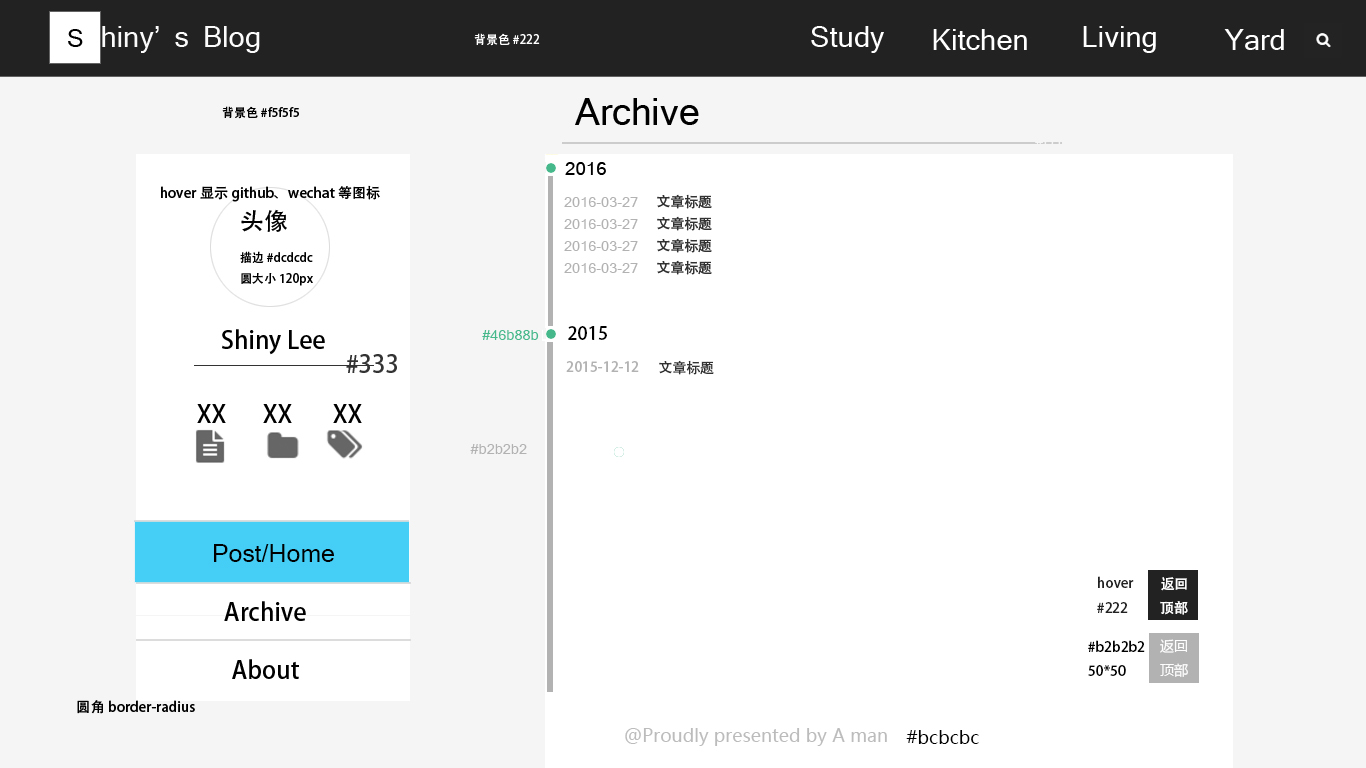 Shiny’ s Blog
背景色 #222
Study
Kitchen
Living
Yard
背景色 #f5f5f5
Archive
hover 显示 github、wechat 等图标
头像
描边 #dcdcdc
圆大小 120px
Shiny Lee
#333
XX XX XX
Post/Home
Archive
About
圆角 border-radius
2016
2016-03-27 文章标题
2016-03-27 文章标题
2016-03-27 文章标题
2016-03-27 文章标题
#46b88b
2015
2015-12-12 文章标题
#b2b2b2
hover
#222
返回
顶部
#b2b2b2
50*50
返回
顶部
@Proudly presented by A man
#bcbcbc